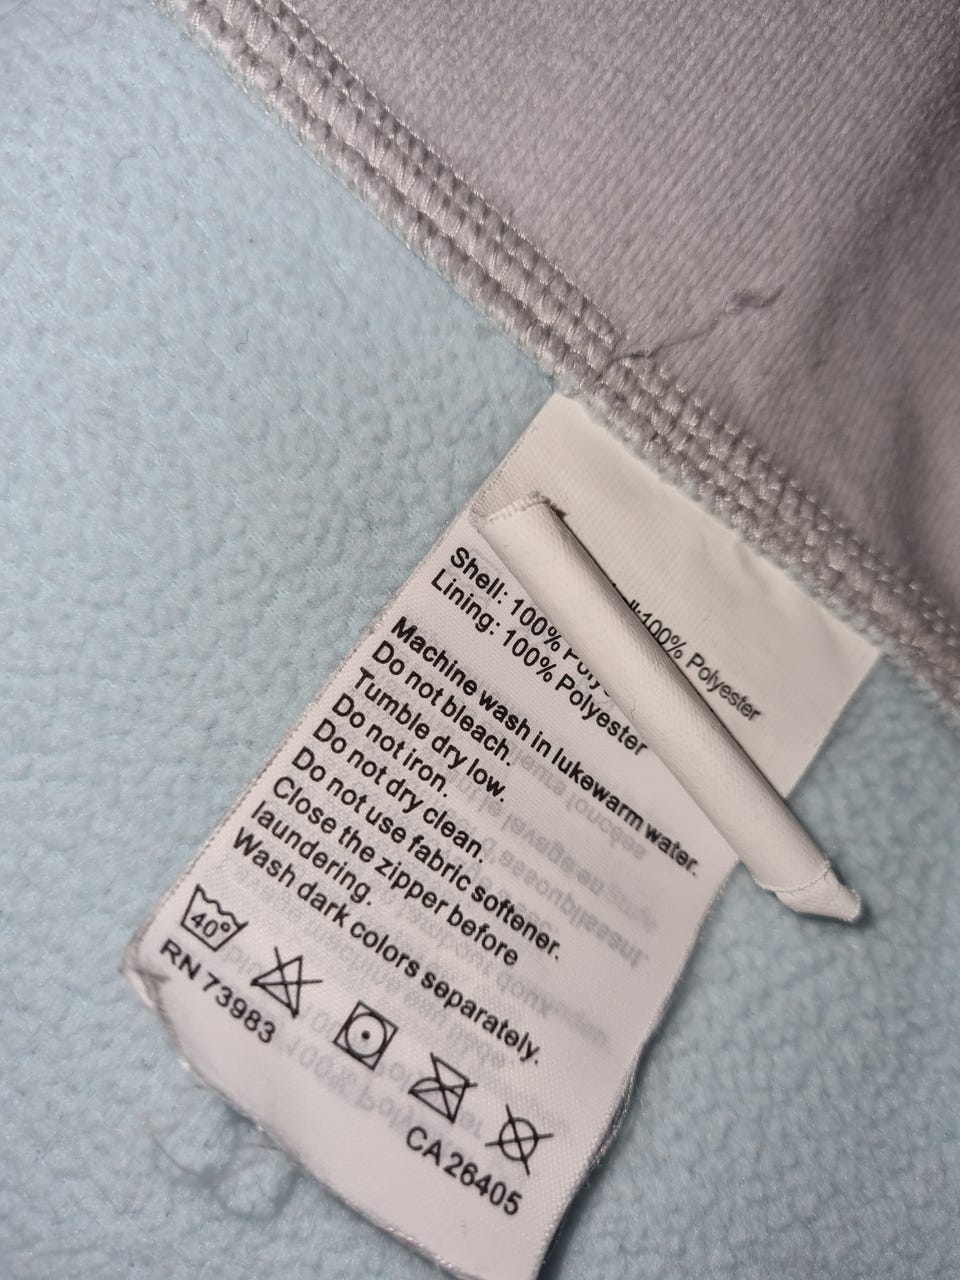 ll:100% Polyester
Shell: 100% Poly
Lining: 100% Polyester
Machine wash in lukewarm water.
Do not bleach.
Tumble dry low.
Do not iron.
Do not dry clean.
Do not use fabric softener.
Close the zipper before
laundering.
Wash dark colors separately.
40°
RN 73983
CA 26405